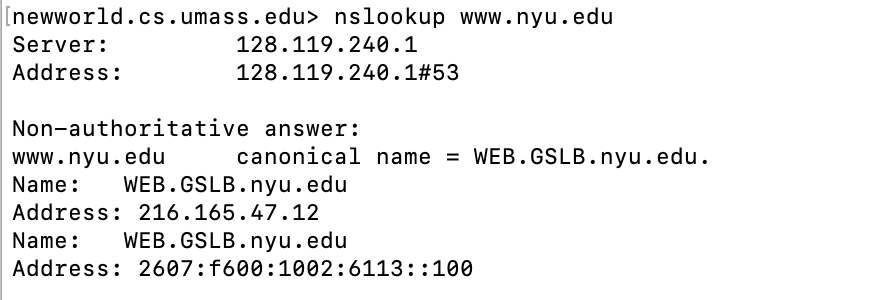 [newworld.cs.umass.edu> nslookup www.nyu.edu
Server:         128.119.240.1
Address:        128.119.240.1#53

Non-authoritative answer:
www.nyu.edu     canonical name = WEB.GSLB.nyu.edu.
Name:   WEB.GSLB.nyu.edu
Address: 216.165.47.12
Name:   WEB.GSLB.nyu.edu
Address: 2607:f600:1002:6113::100